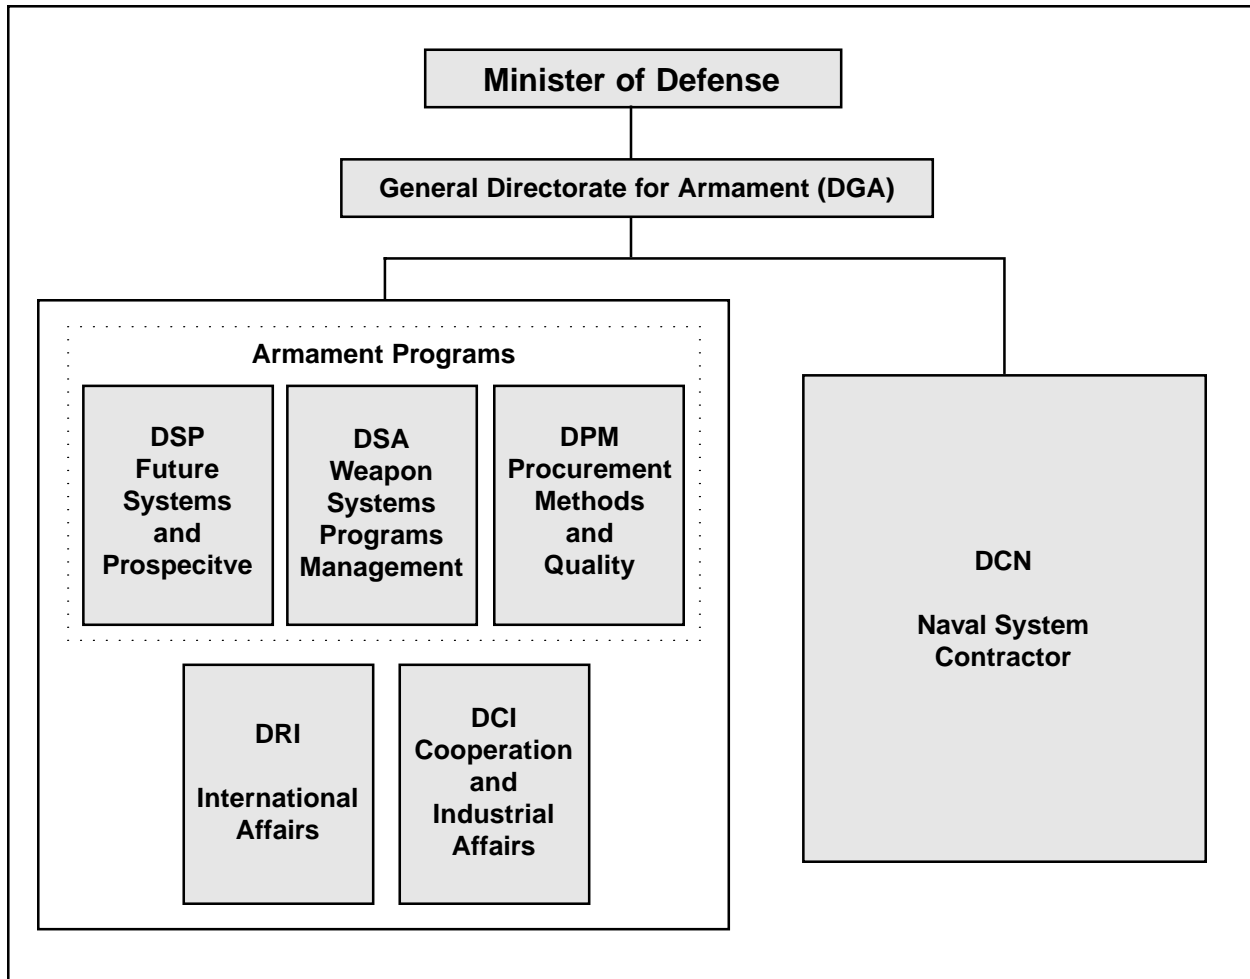 Minister of Defense
General Directorate for Armament (DGA)
Armament Programs
DSP
Future
Systems
and
Prospecitve
DSA
Weapon
Systems
Programs
Management
DPM
Procurement
Methods
and
Quality
DCN
Naval System
Contractor
DRI
International
Affairs
DCI
Cooperation
and
Industrial
Affairs